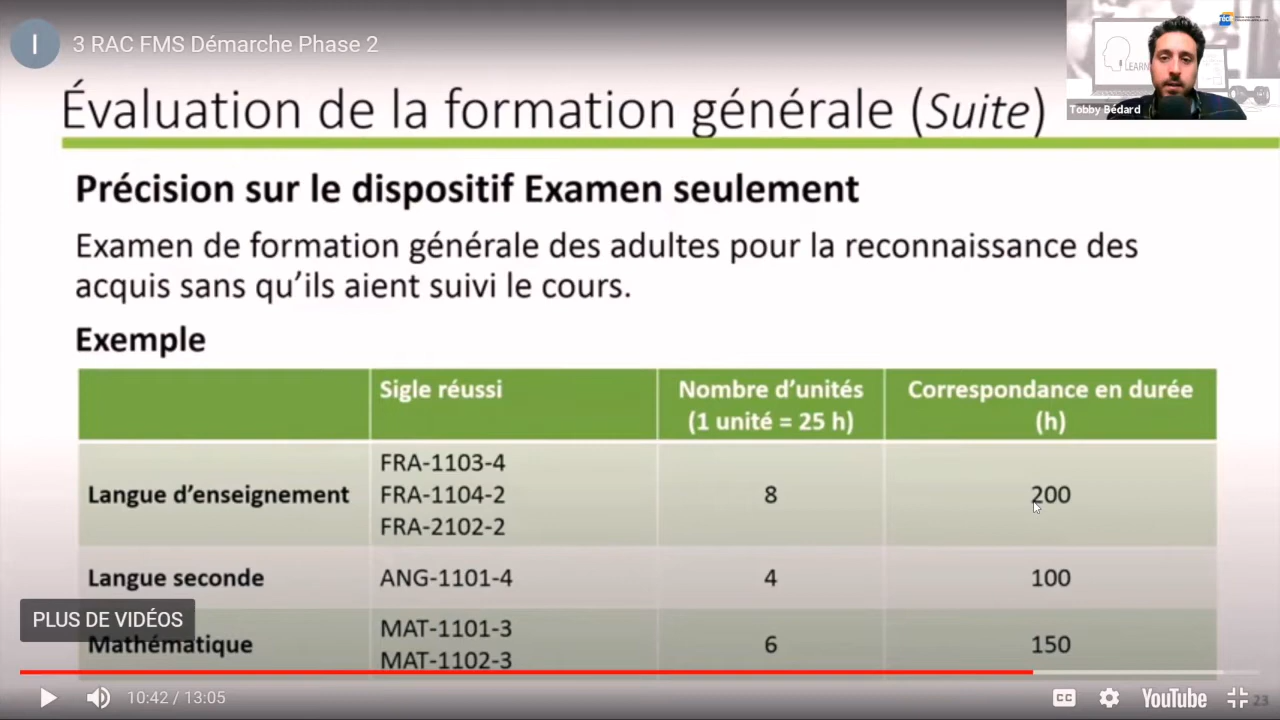 I
3 RAC FMS Démarche Phase 2
LEARN
Tobby Bédard
Évaluation de la formation générale (Suite)
Précision sur le dispositif Examen seulement
Examen de formation générale des adultes pour la reconnaissance des
acquis sans qu’ils aient suivi le cours.
Exemple
Sigle réussi
Nombre d’unités
(1 unité = 25 h)
Correspondance en durée
(h)
Langue d’enseignement
FRA-1103-4
FRA-1104-2
FRA-2102-2
8
200
Langue seconde
ANG-1101-4
4
100
PLUS DE VIDÉOS
Mathématique
MAT-1101-3
MAT-1102-3
6
150
10:42 / 13:05
CC
YouTube
23